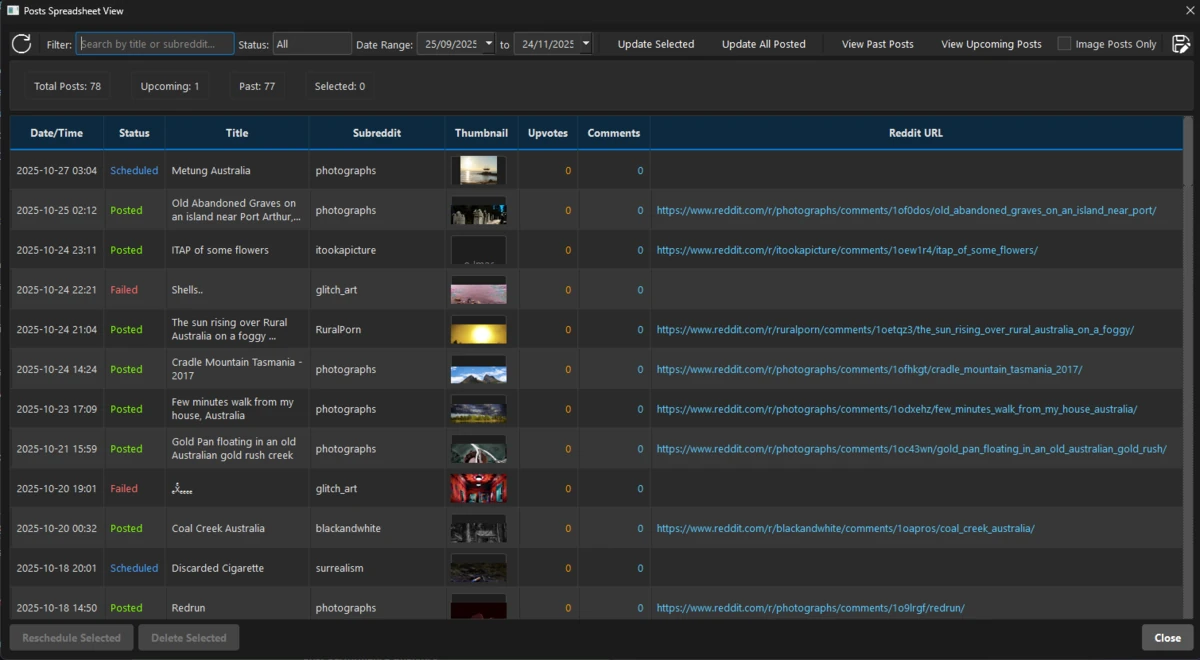 Posts Spreadsheet View
Filter: Search by title or subreddit... Status: All Date Range: 25/09/2025 to 24/11/2025 Update Selected Update All Posted View Past Posts View Upcoming Posts Image Posts Only
Total Posts: 78 Upcoming: 1 Past: 77 Selected: 0
Date/Time Status Title Subreddit Thumbnail Upvotes Comments Reddit URL
2025-10-27 03:04 Scheduled Metung Australia photographs 0 0
2025-10-25 02:12 Posted Old Abandoned Graves on
an island near Port Arthur,... photographs 0 0 https://www.reddit.com/r/photographs/comments/1of0dos/old_abandoned_graves_on_an_island_near_port/
2025-10-24 23:11 Posted ITAP of some flowers itookapicture 0 0 https://www.reddit.com/r/itookapicture/comments/1oew1r4/itap_of_some_flowers/
2025-10-24 22:21 Failed Shells.. glitch_art 0 0
2025-10-24 21:04 Posted The sun rising over Rural
Australia on a foggy ... RuralPorn 0 0 https://www.reddit.com/r/ruralporn/comments/1oetqz3/the_sun_rising_over_rural_australia_on_a_foggy/
2025-10-24 14:24 Posted Cradle Mountain Tasmania -
2017 photographs 0 0 https://www.reddit.com/r/photographs/comments/1ofhkgt/cradle_mountain_tasmania_2017/
2025-10-23 17:09 Posted Few minutes walk from my
house, Australia photographs 0 0 https://www.reddit.com/r/photographs/comments/1odxehz/few_minutes_walk_from_my_house_australia/
2025-10-21 15:59 Posted Gold Pan floating in an old
Australian gold rush creek photographs 0 0 https://www.reddit.com/r/photographs/comments/1oc43wn/gold_pan_floating_in_an_old_australian_gold_rush/
2025-10-20 19:01 Failed glitch_art 0 0
2025-10-20 00:32 Posted Coal Creek Australia blackandwhite 0 0 https://www.reddit.com/r/blackandwhite/comments/1oapros/coal_creek_australia/
2025-10-18 20:01 Scheduled Discarded Cigarette surrealism 0 0
2025-10-18 14:50 Posted Redrun photographs 0 0 https://www.reddit.com/r/photographs/comments/1o9lrgf/redrun/
Reschedule Selected Delete Selected Close